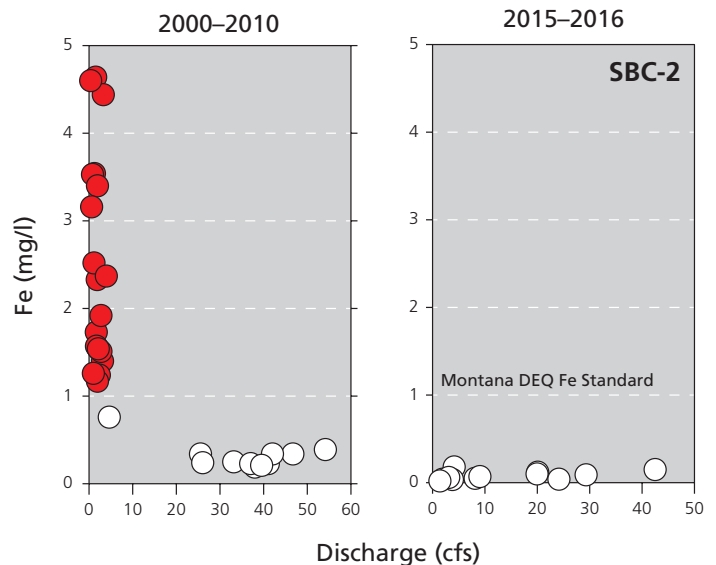 2000–2010
2015–2016
SBC-2
5
4
3
2
1
0
Fe (mg/l)
0 10 20 30 40 50 60
5
4
3
2
1
0
Montana DEQ Fe Standard
0 10 20 30 40 50
Discharge (cfs)